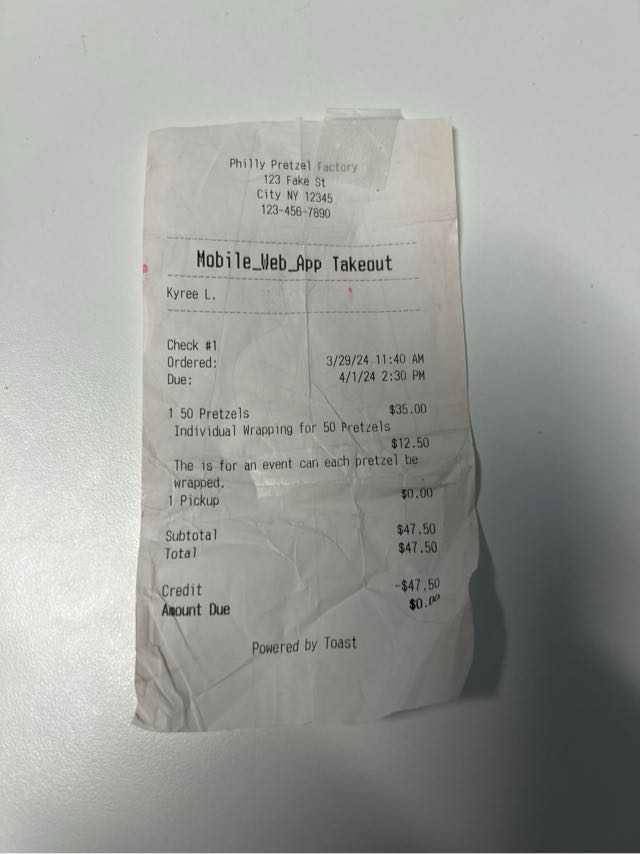 Philly Pretzel Factory
123 Fake St
City NY 12345
123-456-7890
Mobile_Web_App Takeout
Kyree L.
Check #1
Ordered: 3/29/24 11:40 AM
Due: 4/1/24 2:30 PM
1 50 Pretzels $35.00
Individual Wrapping for 50 Pretzels
$12.50
The is for an event can each pretzel be
wrapped.
1 Pickup $0.00
Subtotal $47.50
Total $47.50
Credit -$47.50
Amount Due $0.00
Powered by Toast